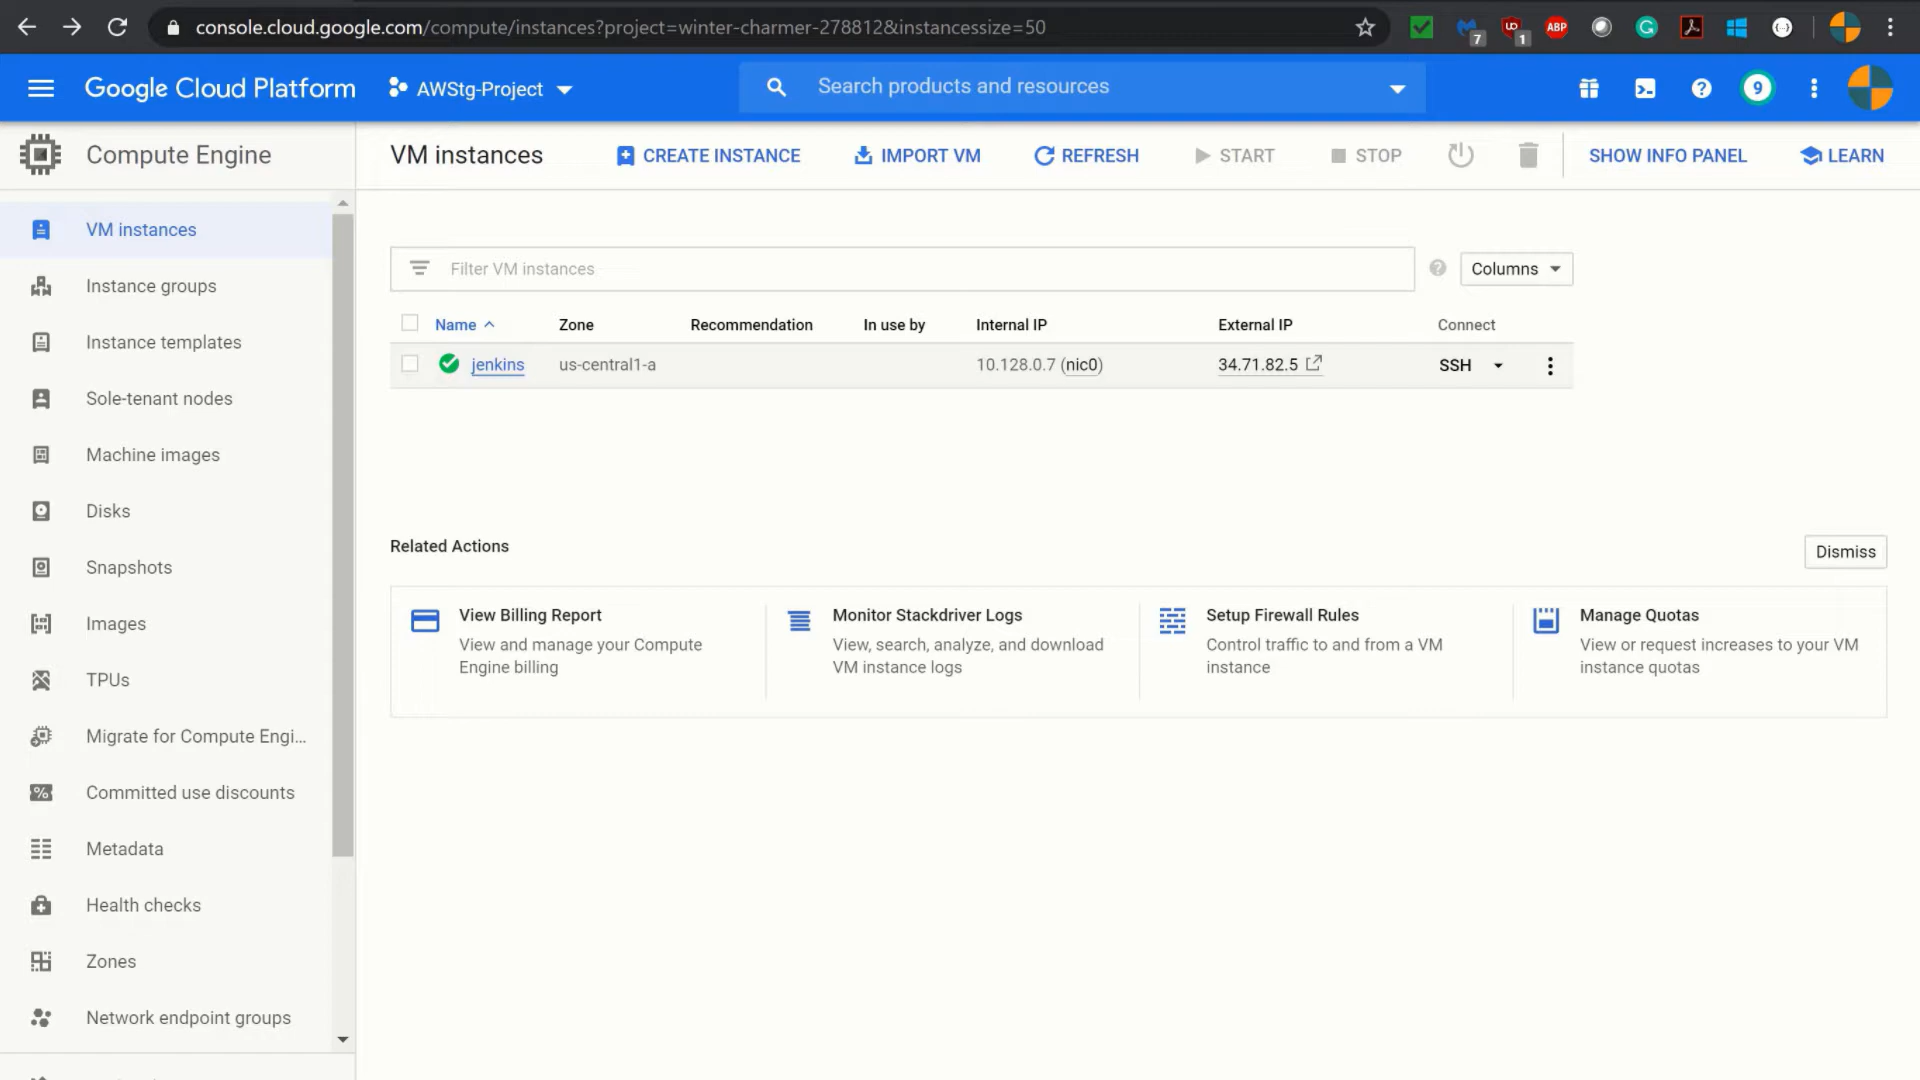 console.cloud.google.com/compute/instances?project=winter-charmer-278812&instancessize=50
7
1
ABP
Google Cloud Platform
AWStg-Project
Search products and resources
9
Compute Engine
VM instances
CREATE INSTANCE
IMPORT VM
REFRESH
START
STOP
SHOW INFO PANEL
LEARN
VM instances
Instance groups
Instance templates
Sole-tenant nodes
Machine images
Disks
Snapshots
Images
TPUs
Migrate for Compute Engi...
Committed use discounts
Metadata
Health checks
Zones
Network endpoint groups
Filter VM instances
Columns
Name Zone Recommendation In use by Internal IP External IP Connect
jenkins us-central1-a 10.128.0.7 (nic0) 34.71.82.5 SSH
Related Actions
Dismiss
View Billing Report
View and manage your Compute
Engine billing
Monitor Stackdriver Logs
View, search, analyze, and download
VM instance logs
Setup Firewall Rules
Control traffic to and from a VM
instance
Manage Quotas
View or request increases to your VM
instance quotas